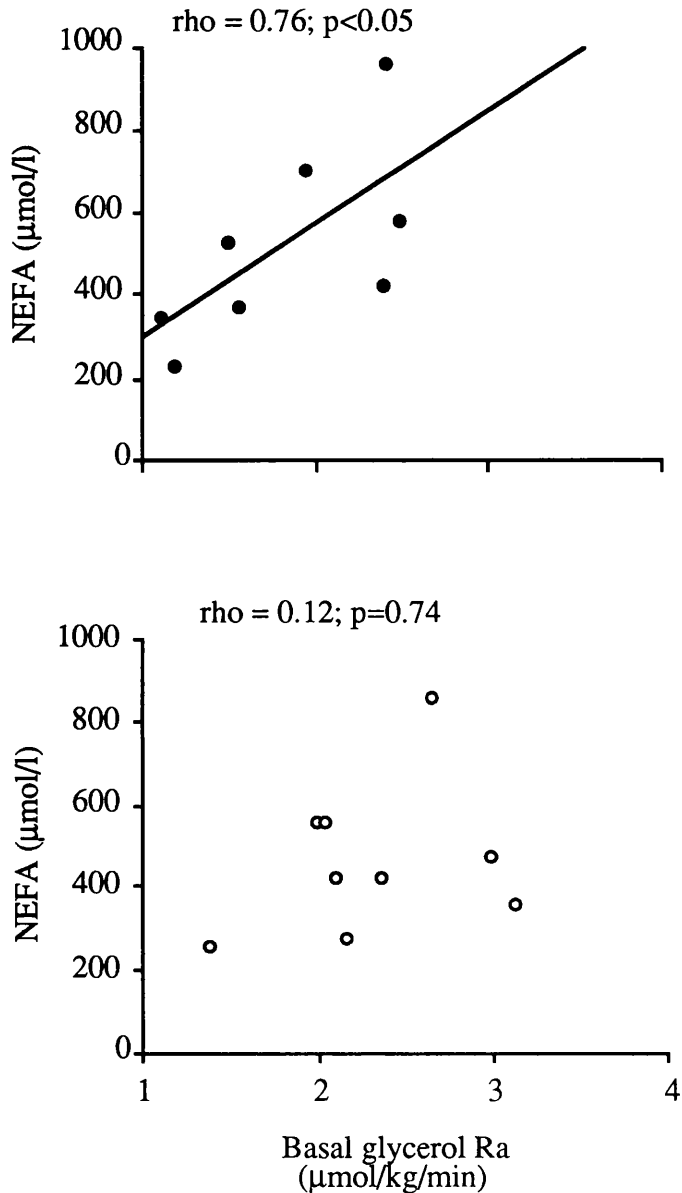 rho = 0.76; p<0.05
1000
800
600
400
200
0
NEFA (μmol/l)
rho = 0.12; p=0.74
1000
800
600
400
200
0
NEFA (μmol/l)
1 2 3 4
Basal glycerol Ra
(μmol/kg/min)